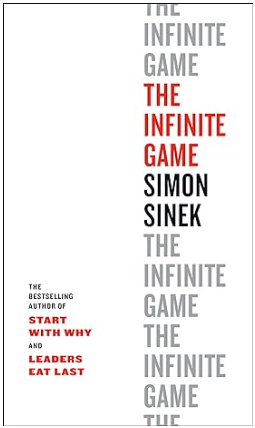 THE
INFINITE
GAME
THE
INFINITE
GAME
SIMON
SINEK
THE
INFINITE
GAME
THE
INFINITE
GAME
THE
THE
BESTSELLING
AUTHOR OF
START
WITH WHY
AND
LEADERS
EAT LAST